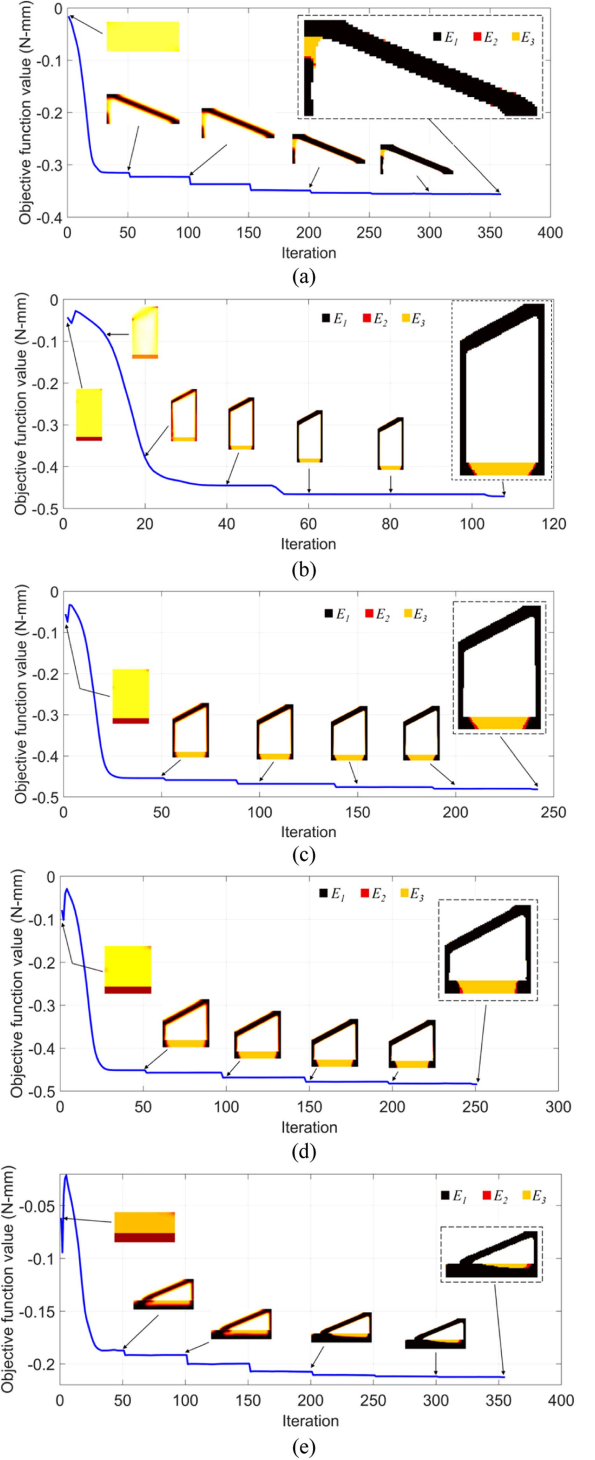 Objective function value (N-mm)
0
-0.1
-0.2
-0.3
-0.4
E1 E2 E3
0 50 100 150 200 250 300 350 400
Iteration
(a)
Objective function value (N-mm)
0
-0.1
-0.2
-0.3
-0.4
-0.5
E1 E2 E3
0 20 40 60 80 100 120
Iteration
(b)
Objective function value (N-mm)
0
-0.1
-0.2
-0.3
-0.4
-0.5
E1 E2 E3
0 50 100 150 200 250
Iteration
(c)
Objective function value (N-mm)
0
-0.1
-0.2
-0.3
-0.4
-0.5
E1 E2 E3
0 50 100 150 200 250 300
Iteration
(d)
Objective function value (N-mm)
-0.05
-0.1
-0.15
-0.2
E1 E2 E3
0 50 100 150 200 250 300 350 400
Iteration
(e)